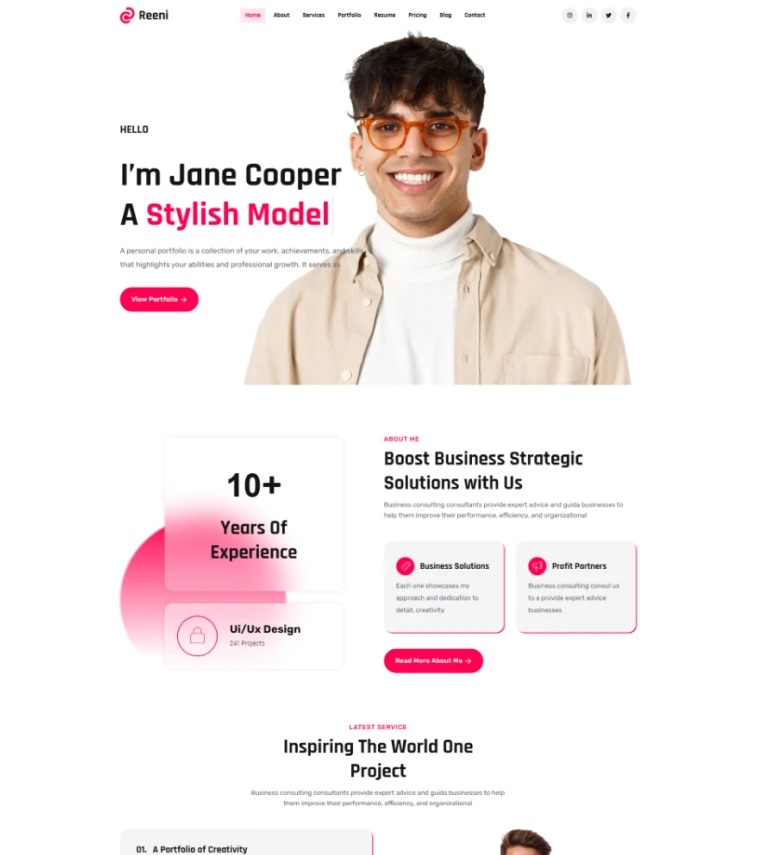 Reeni
Home About Services Portfolio Resume Pricing Blog Contact
HELLO
I'm Jane Cooper
A Stylish Model
A personal portfolio is a collection of your work, achievements, and skills
that highlights your abilities and professional growth. It serves as
View Portfolio →
10+
Years Of
Experience
Ui/Ux Design
241 Projects
ABOUT ME
Boost Business Strategic
Solutions with Us
Business consulting consultants provide expert advice and guida businesses to
help them improve their performance, efficiency, and organizational
Business Solutions
Each one showcases my
approach and dedication to
detail, creativity
Profit Partners
Business consulting consul us
to a provide expert advice
businesses
Read More About Me →
LATEST SERVICE
Inspiring The World One
Project
Business consulting consultants provide expert advice and guida businesses to help
them improve their performance, efficiency, and organizational
01. A Portfolio of Creativity